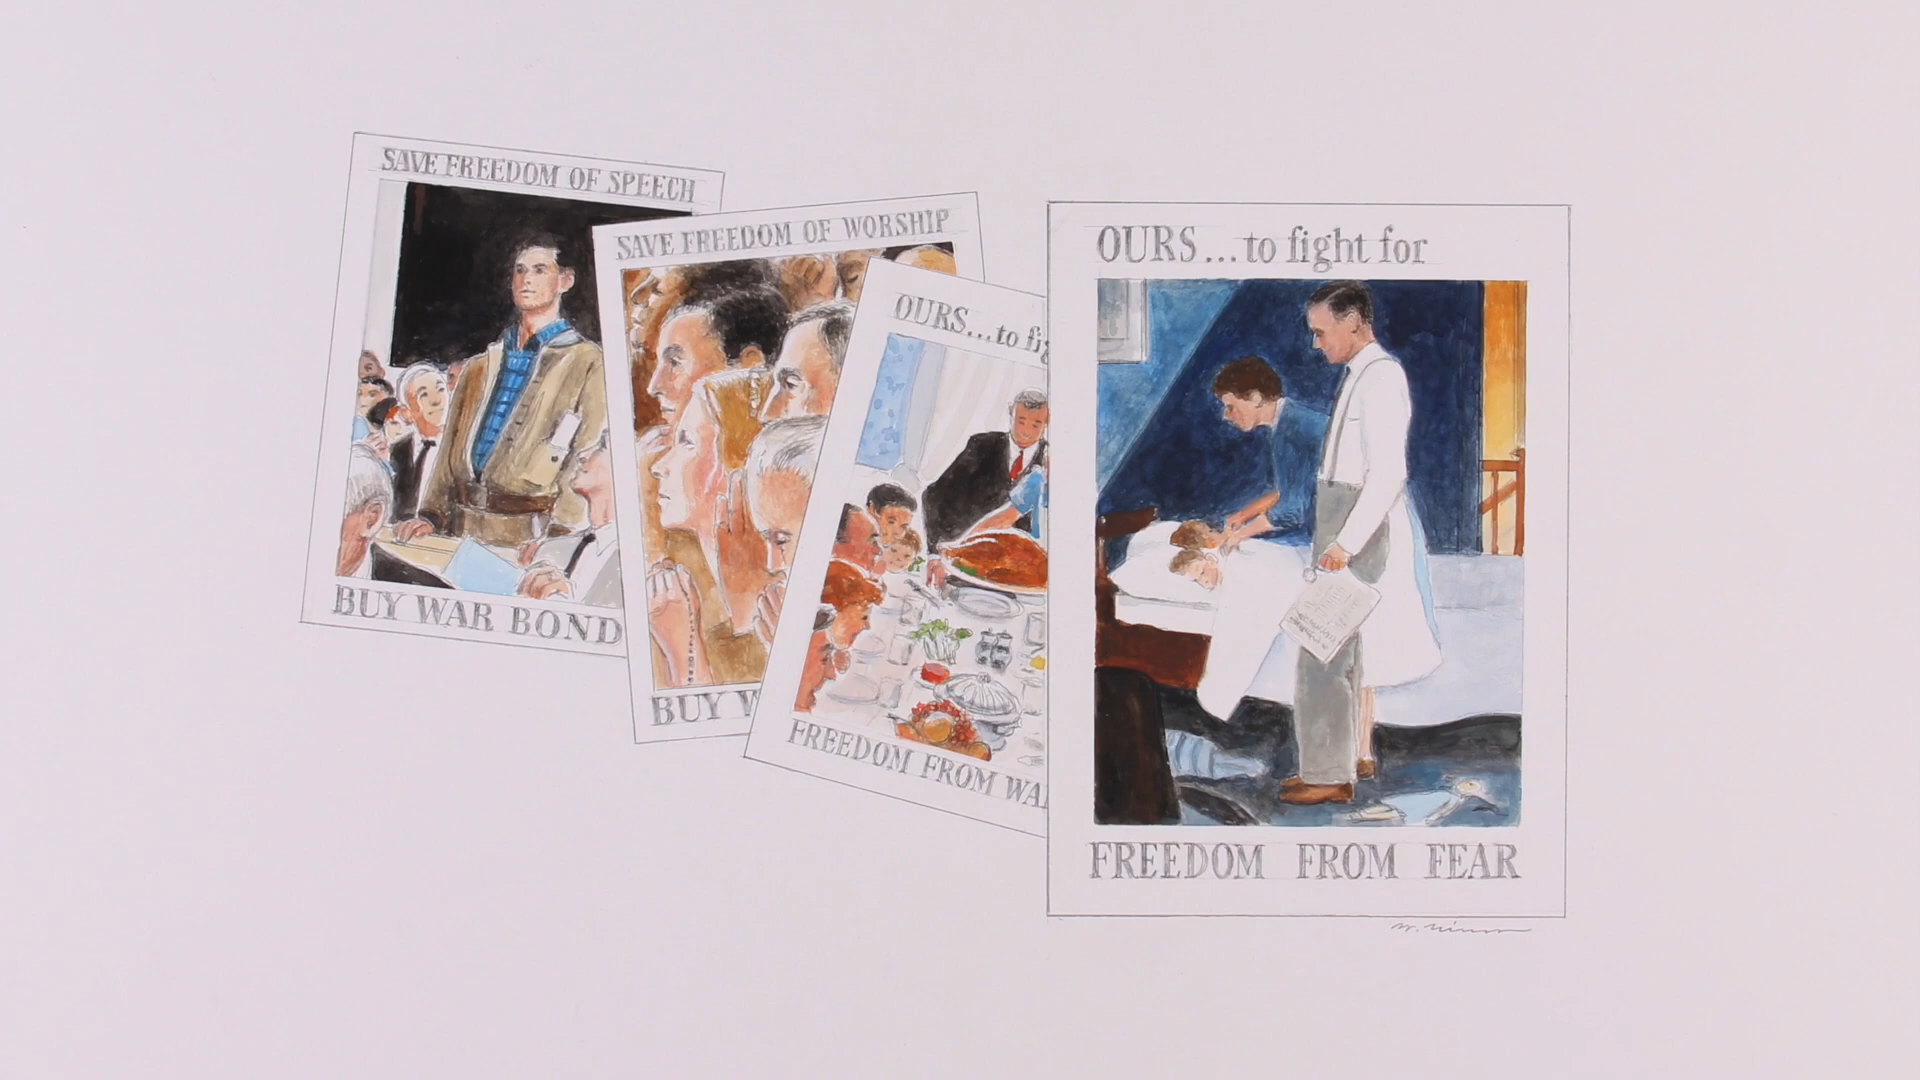 SAVE FREEDOM OF SPEECH
BUY WAR BOND
SAVE FREEDOM OF WORSHIP
BUY W
OURS...to fig
FREEDOM FROM WA
OURS...to fight for
FREEDOM FROM FEAR